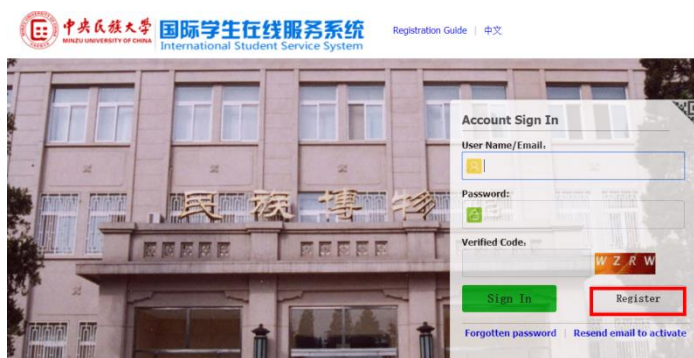 中央民族大学
MINZU UNIVERSITY OF CHINA
国际学生在线服务系统
International Student Service System
Registration Guide | 中文
Account Sign In
User Name/Email:
Password:
民族博物
Verified Code:
WZRW
Sign In
Register
Forgotten password | Resend email to activate